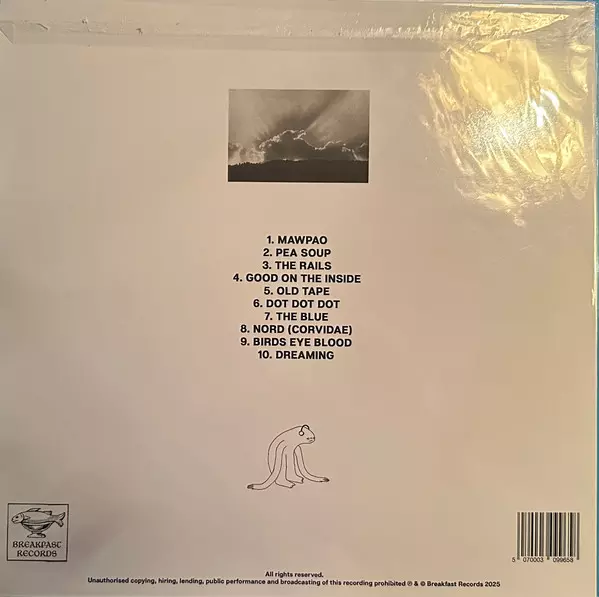 1. MAWPAO
2. PEA SOUP
3. THE RAILS
4. GOOD ON THE INSIDE
5. OLD TAPE
6. DOT DOT DOT
7. THE BLUE
8. NORD (CORVIDAE)
9. BIRDS EYE BLOOD
10. DREAMING
BREAKFAST
RECORDS
5 070003 099658
All rights reserved.
Unauthorised copying, hiring, lending, public performance and broadcasting of this recording prohibited ℗ & © Breakfast Records 2025